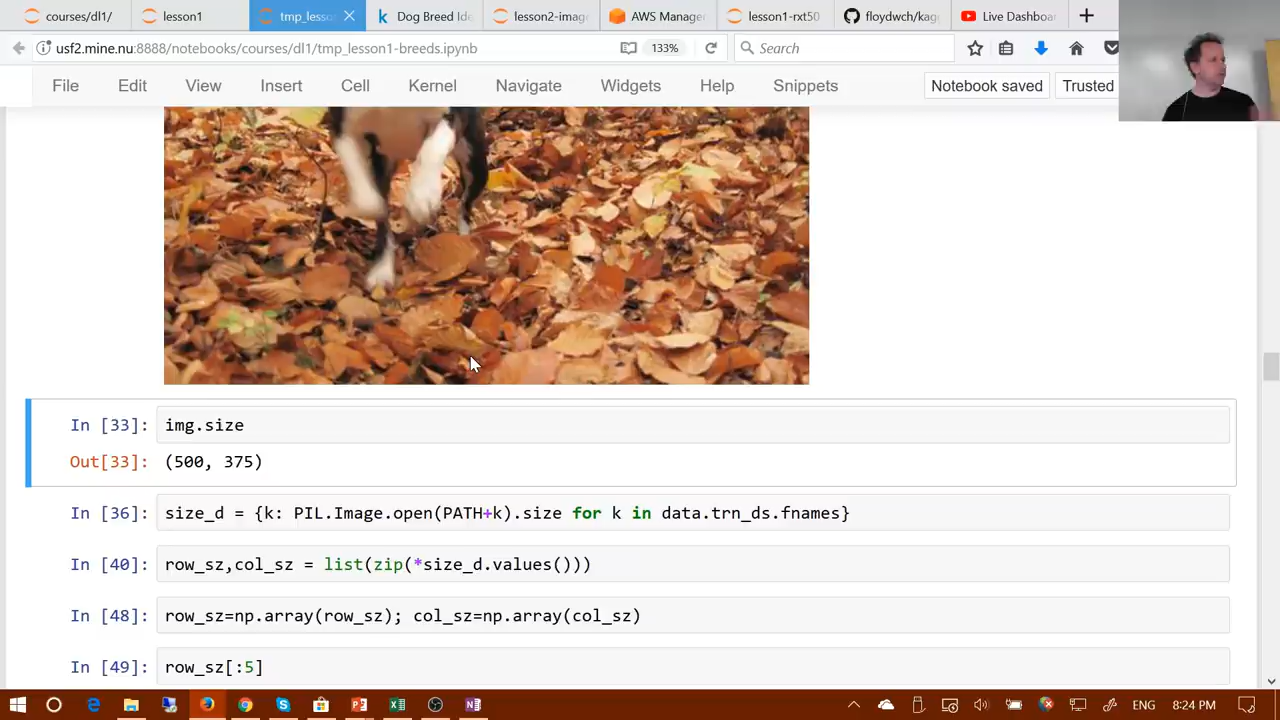 courses/dl1/
lesson1
tmp_lesso
Dog Breed Ide
lesson2-image
AWS Manage
lesson1-rxt50
floydwch/kagg
Live Dashboa
usf2.mine.nu:8888/notebooks/courses/dl1/tmp_lesson1-breeds.ipynb
133%
Search
File
Edit
View
Insert
Cell
Kernel
Navigate
Widgets
Help
Snippets
Notebook saved
Trusted
In [33]: img.size
Out[33]: (500, 375)
In [36]: size_d = {k: PIL.Image.open(PATH+k).size for k in data.trn_ds.fnames}
In [40]: row_sz,col_sz = list(zip(*size_d.values()))
In [48]: row_sz=np.array(row_sz); col_sz=np.array(col_sz)
In [49]: row_sz[:5]
ENG
8:24 PM